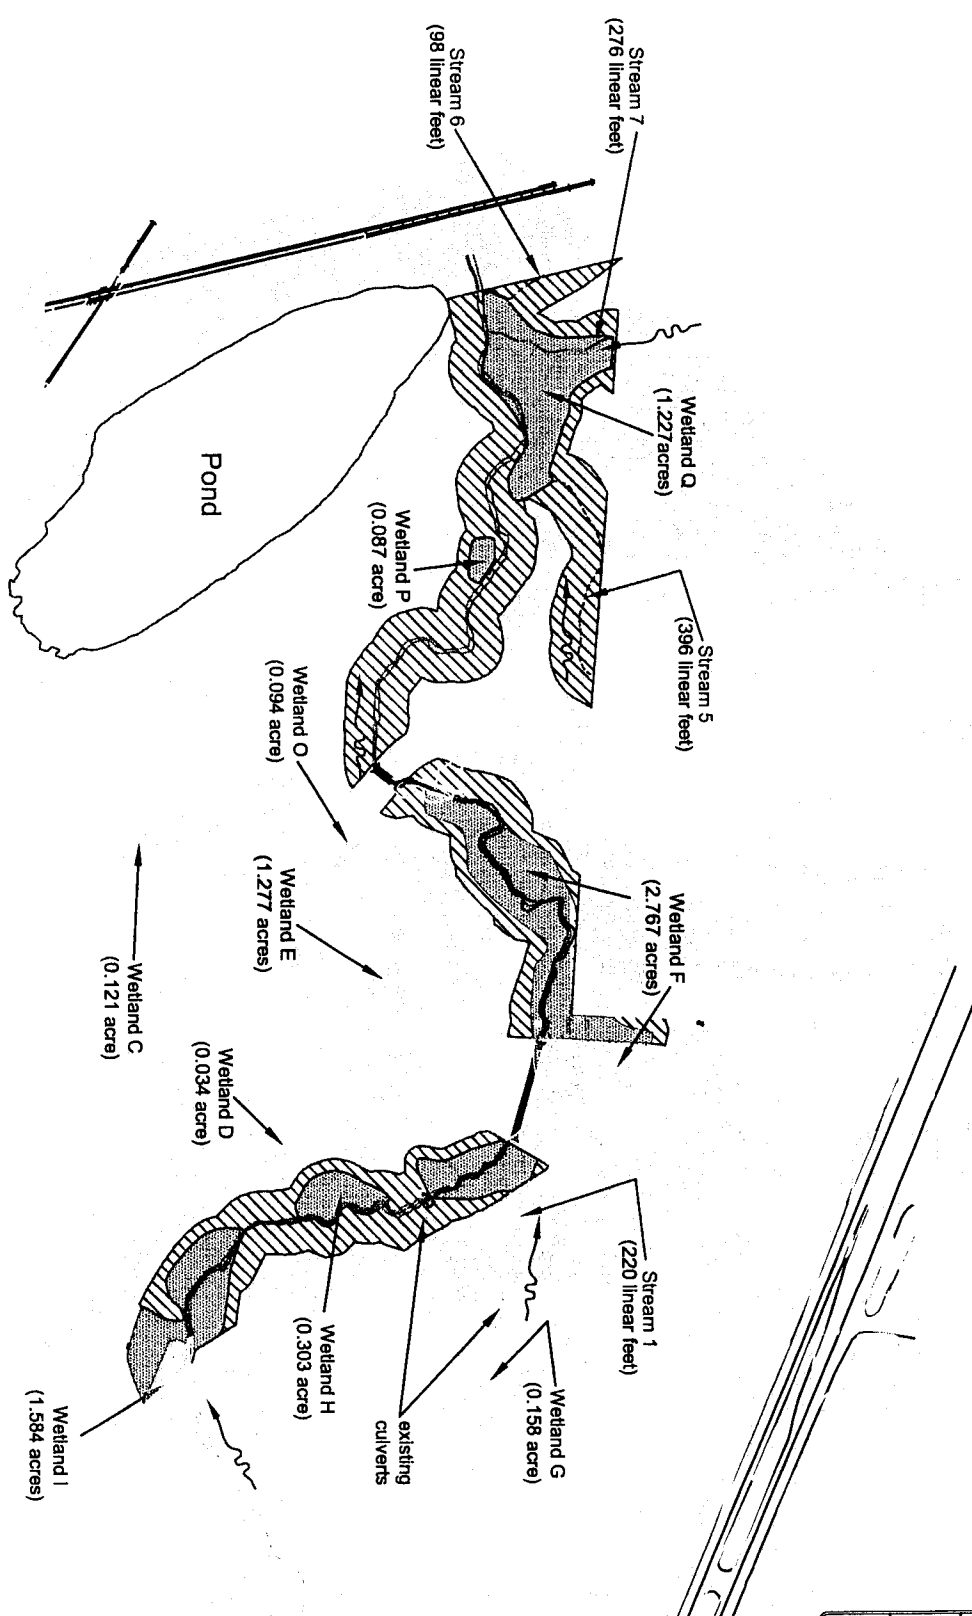 Stream 7
(276 linear feet)
Stream 6
(98 linear feet)
Wetland Q
(1.227acres)
Pond
Wetland P
(0.087 acre)
Stream 5
(396 linear feet)
Wetland O
(0.094 acre)
Wetland F
(2.767 acres)
Wetland E
(1.277 acres)
Wetland C
(0.121 acre)
Wetland D
(0.034 acre)
Stream 1
(220 linear feet)
Wetland G
(0.158 acre)
Wetland H
(0.303 acre)
existing
culverts
Wetland I
(1.584 acres)